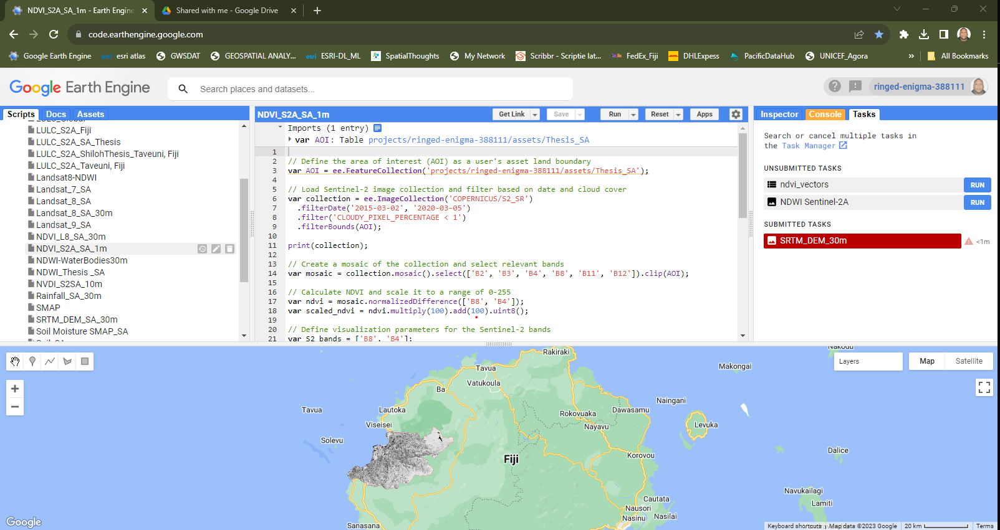 NDVI_S2A_SA_1m - Earth Engine
Shared with me - Google Drive
code.earthengine.google.com
Google Earth Engine
esri esri atlas
GWSDAT
GEOSPATIAL ANALY...
esri ESRI-DL_ML
SpatialThoughts
My Network
Scribbr - Scriptie lat...
FedEx_Fiji
DHLExpess
PacificDataHub
UNICEF_Agora
»
All Bookmarks
Google Earth Engine
Search places and datasets...
ringed-enigma-388111
Scripts Docs Assets
LULC_S2A_Fiji
LULC_S2A_SA_Thesis
LULC_S2A_ShilohThesis_Taveuni, Fiji
LULC_S2A_Taveuni, Fiji
Landsat8-NDWI
Landsat_7_SA
Landsat_8_SA
Landsat_8_SA_30m
Landsat_9_SA
NDVI_L8_SA_30m
NDVI_S2A_SA_1m
NDWI-WaterBodies30m
NDWI_Thesis _SA
NVDI_S2SA_10m
Rainfall_SA_30m
SMAP
SRTM_DEM_SA_30m
Soil Moisture SMAP_SA
NDVI_S2A_SA_1m
Get Link Save Run Reset Apps
Imports (1 entry)
var AOI: Table projects/ringed-enigma-388111/assets/Thesis_SA
1
2 // Define the area of interest (AOI) as a user's asset land boundary
3 var AOI = ee.FeatureCollection('projects/ringed-enigma-388111/assets/Thesis_SA');
4
5 // Load Sentinel-2 image collection and filter based on date and cloud cover
6 var collection = ee.ImageCollection('COPERNICUS/S2_SR')
7 .filterDate('2015-03-02', '2020-03-05')
8 .filter('CLOUDY_PIXEL_PERCENTAGE < 1')
9 .filterBounds(AOI);
10
11 print(collection);
12
13 // Create a mosaic of the collection and select relevant bands
14 var mosaic = collection.mosaic().select(['B2', 'B3', 'B4', 'B8', 'B11', 'B12']).clip(AOI);
15
16 // Calculate NDVI and scale it to a range of 0-255
17 var ndvi = mosaic.normalizedDifference(['B8', 'B4']);
18 var scaled_ndvi = ndvi.multiply(100).add(100).uint8();
19
20 // Define visualization parameters for the Sentinel-2 bands
21 var S2_bands = ['B8', 'B4'];
Inspector Console Tasks
Search or cancel multiple tasks in
the Task Manager
UNSUBMITTED TASKS
ndvi_vectors RUN
NDWI Sentinel-2A RUN
SUBMITTED TASKS
SRTM_DEM_30m <1m
Layers
Map Satellite
+
−
Nakodu
Rakiraki
Makongai
Tavua
Vatukoula
Ba
Naingani
Tavua
Lautoka
Rokovuaka
Dawasamu
Viseisei
Nayavu
Levuka
Solevu
Dalice
Fiji
Korovou
Navukailagi
Cautata
Lamiti
Nausori
Nasinu
Nasilai
Sanasana
Google
Keyboard shortcuts
Map data ©2023 Google
20 km
Terms